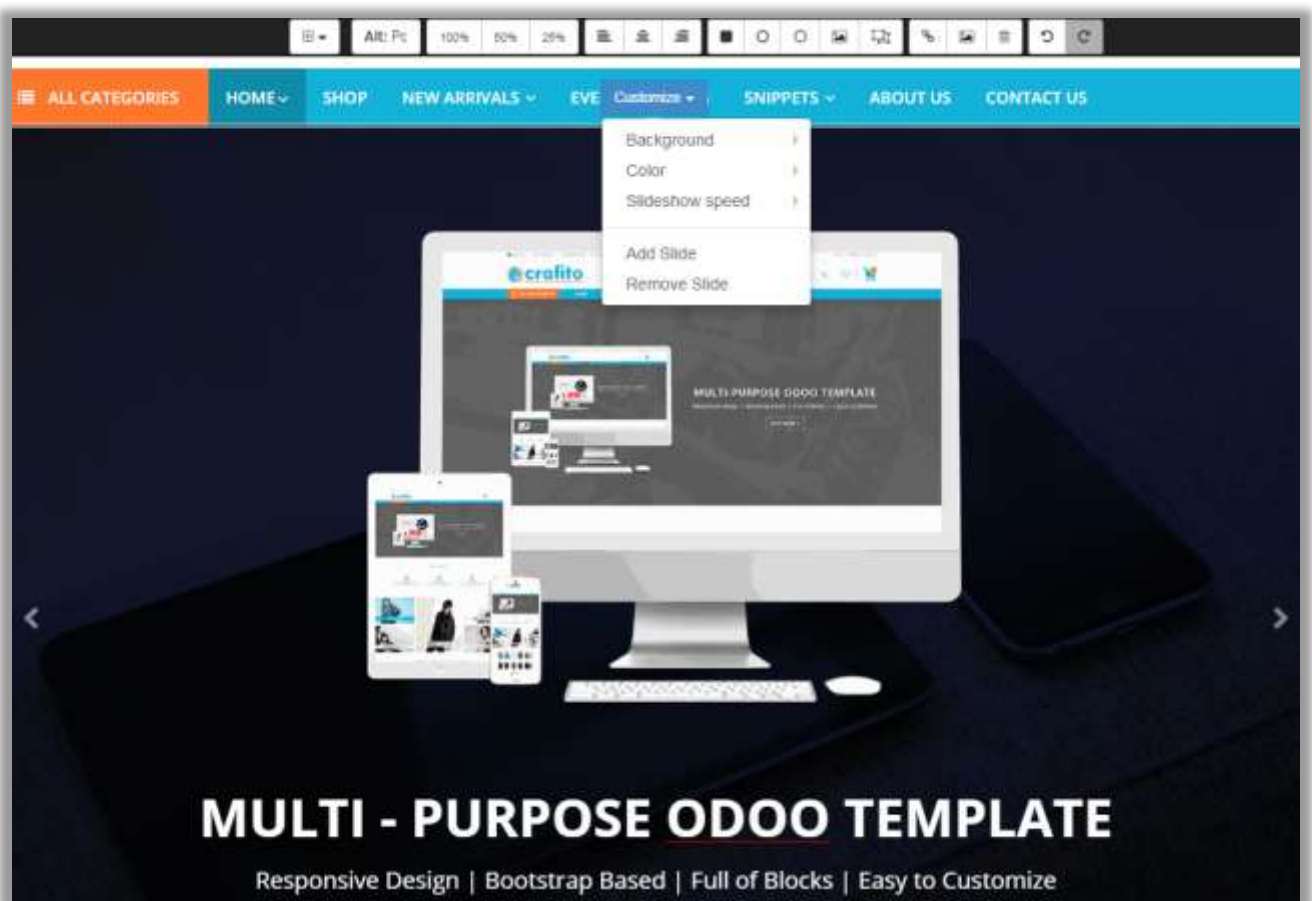 Alt: Pc 100% 50% 25%
ALL CATEGORIES HOME SHOP NEW ARRIVALS EVE Customize SNIPPETS ABOUT US CONTACT US
Background
Color
Slideshow speed
Add Slide
Remove Slide
crafito
MULTI-PURPOSE ODOO TEMPLATE
MULTI - PURPOSE ODOO TEMPLATE
Responsive Design | Bootstrap Based | Full of Blocks | Easy to Customize